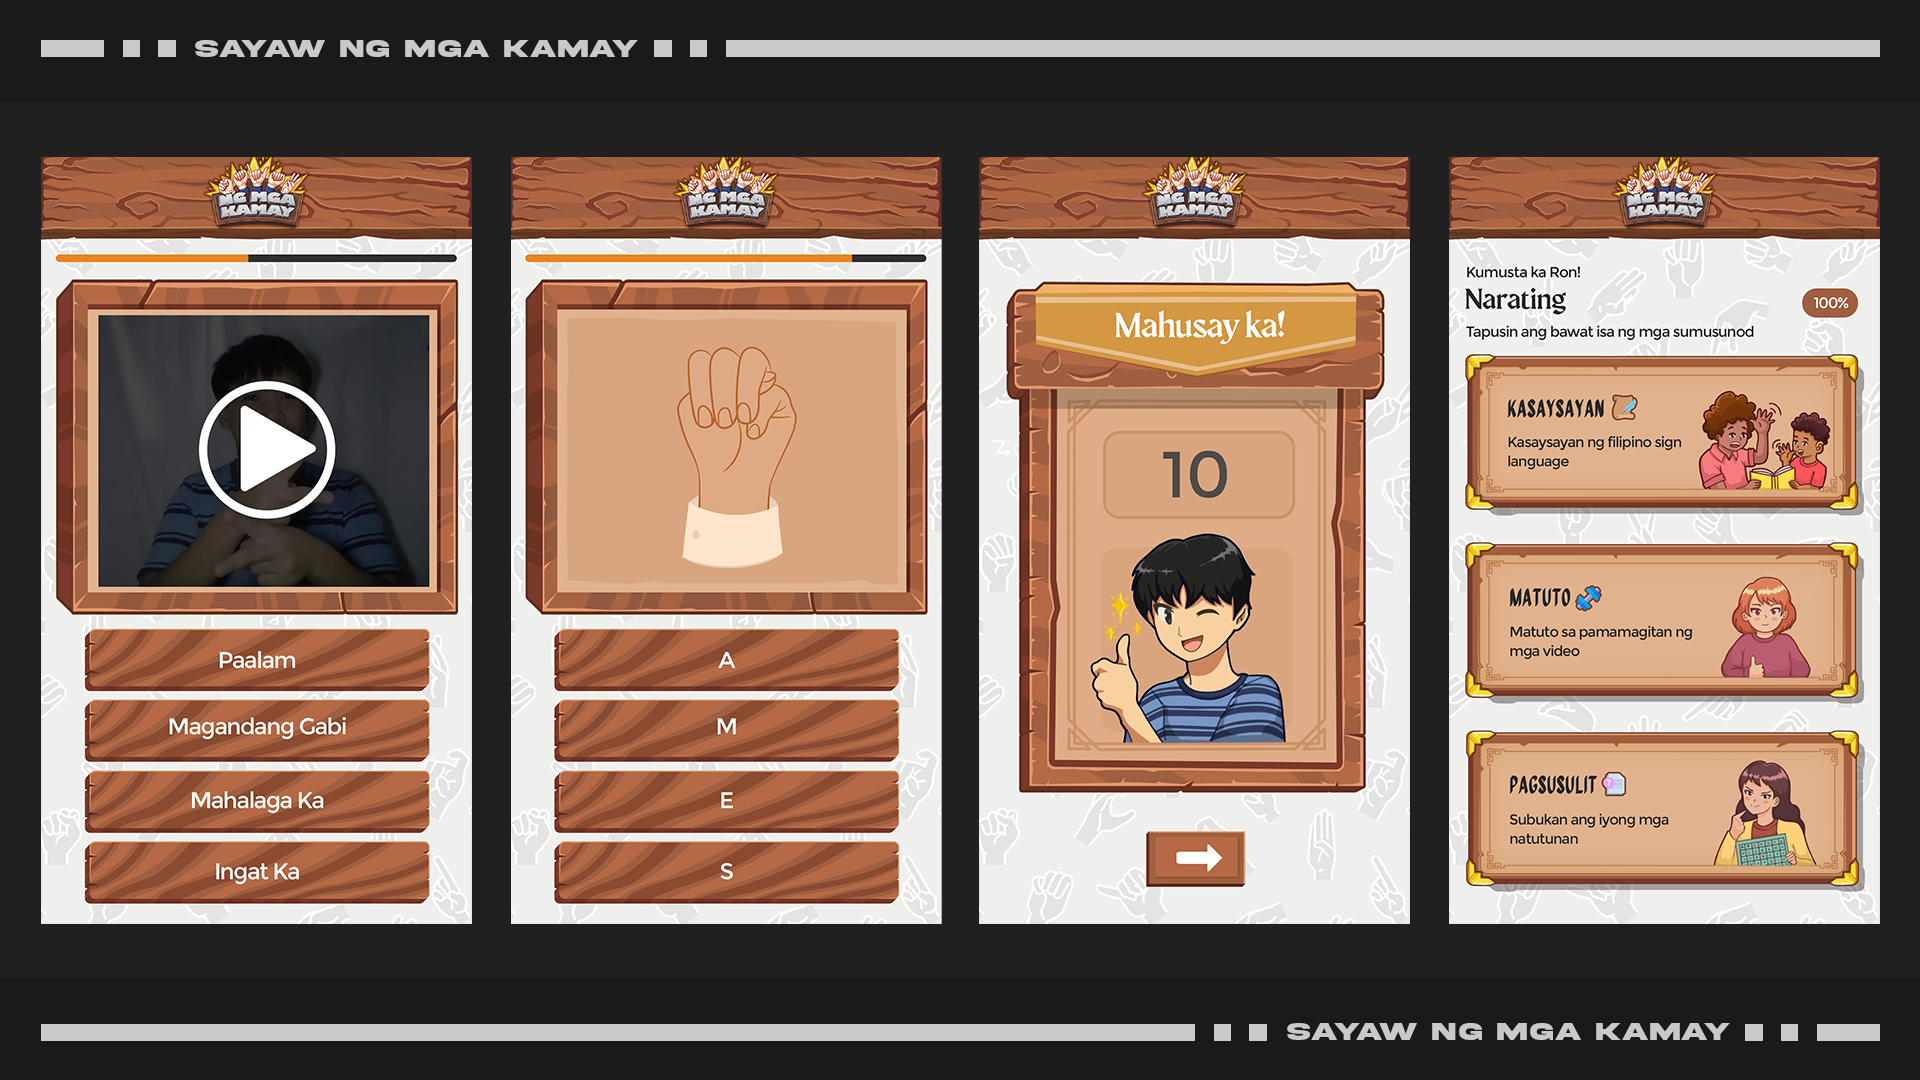 SAYAW NG MGA KAMAY
NG MGA
KAMAY
Paalam
Magandang Gabi
Mahalaga Ka
Ingat Ka
NG MGA
KAMAY
A
M
E
S
NG MGA
KAMAY
Mahusay ka!
10
NG MGA
KAMAY
Kumusta ka Ron!
Narating
100%
Tapusin ang bawat isa ng mga sumusunod
KASAYSAYAN
Kasaysayan ng filipino sign
language
MATUTO
Matuto sa pamamagitan ng
mga video
PAGSUSULIT
Subukan ang iyong mga
natutunan
SAYAW NG MGA KAMAY